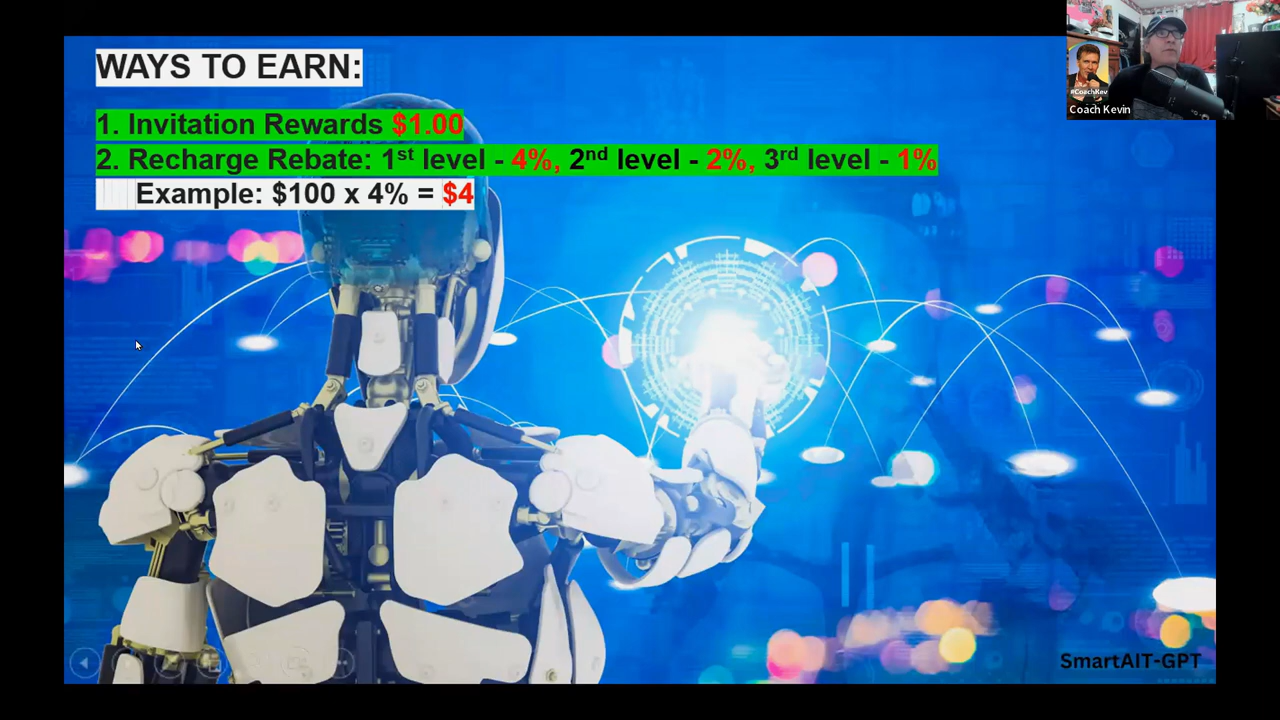 WAYS TO EARN:
1. Invitation Rewards $1.00
2. Recharge Rebate: 1st level - 4%, 2nd level - 2%, 3rd level - 1%
Example: $100 x 4% = $4
#CoachKev
Coach Kevin
SmartAIT-GPT